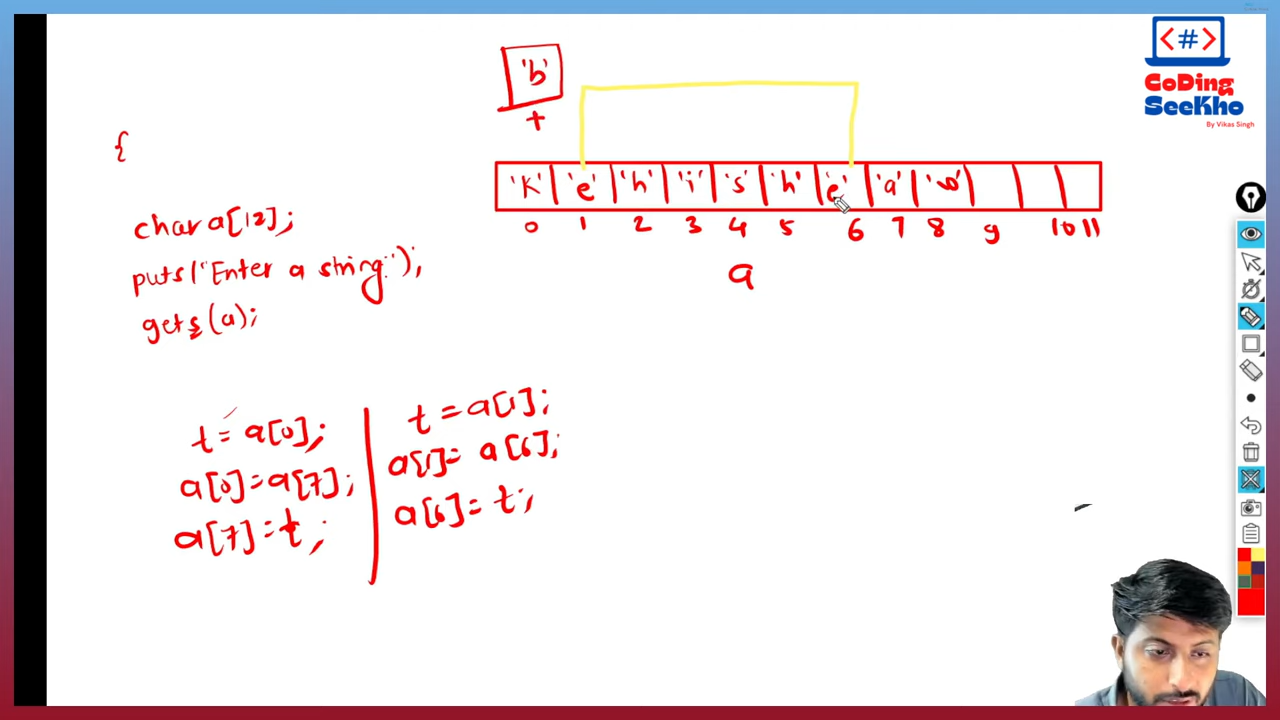 'b'
t
<#>
CoDing
SeeKho
By Vikas Singh
{
'K' 'e' 'h' 'i' 's' 'h' 'e' 'a' '\0'
0 1 2 3 4 5 6 7 8 9 10 11
a
char a[12];
puts("Enter a string:");
gets(a);
t = a[0];
a[0]=a[7];
a[7]=t;
t = a[1];
a[1]= a[6];
a[6]= t;